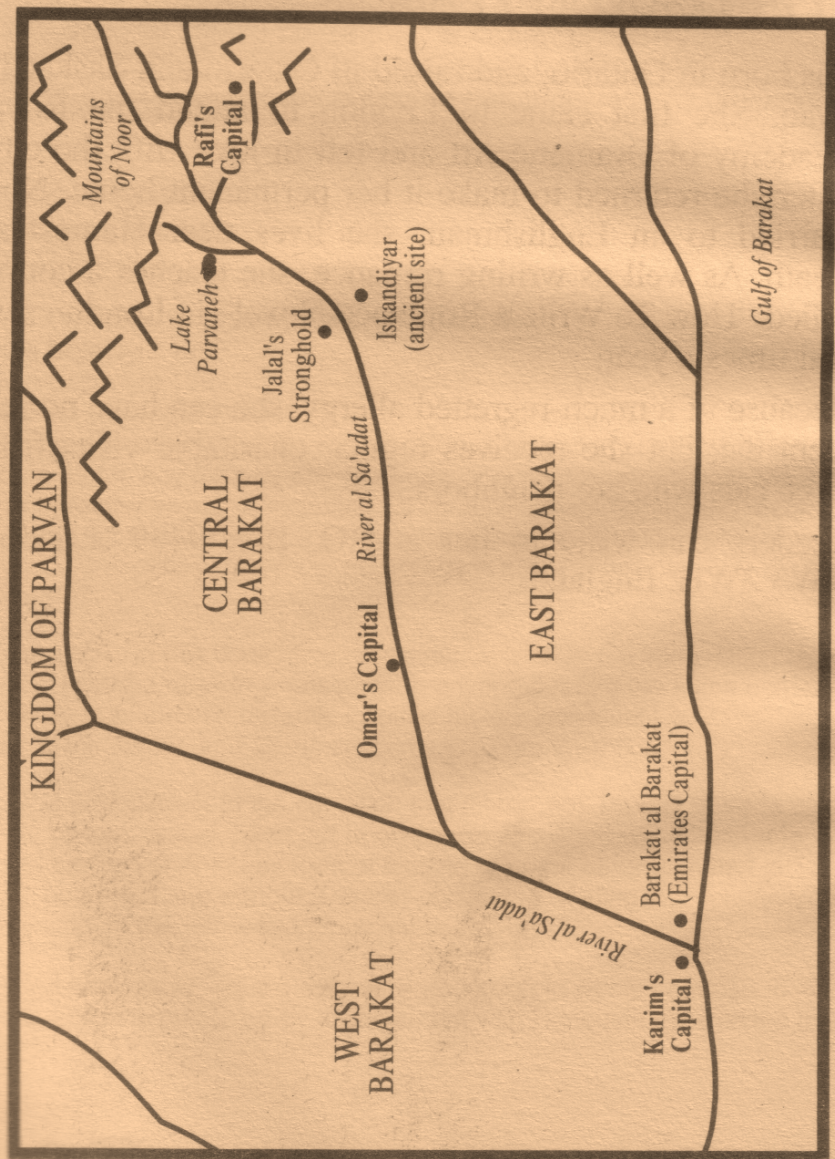 KINGDOM OF PARVAN
Mountains
of Noor
Lake
Parvaneh
Rafi's
Capital
CENTRAL
BARAKAT
Jalal's
Stronghold
River al Sa'adat
WEST
BARAKAT
Omar's Capital
Iskandiyar
(ancient site)
EAST BARAKAT
River al Sa'adat
Karim's
Capital
Barakat al Barakat
(Emirates Capital)
Gulf of Barakat